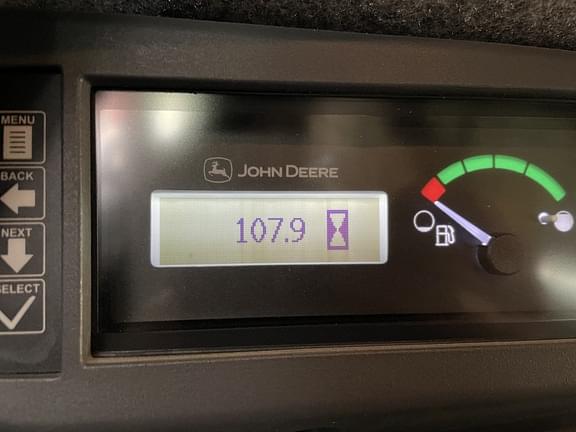 MENU
BACK
NEXT
SELECT
JOHN DEERE
107.9